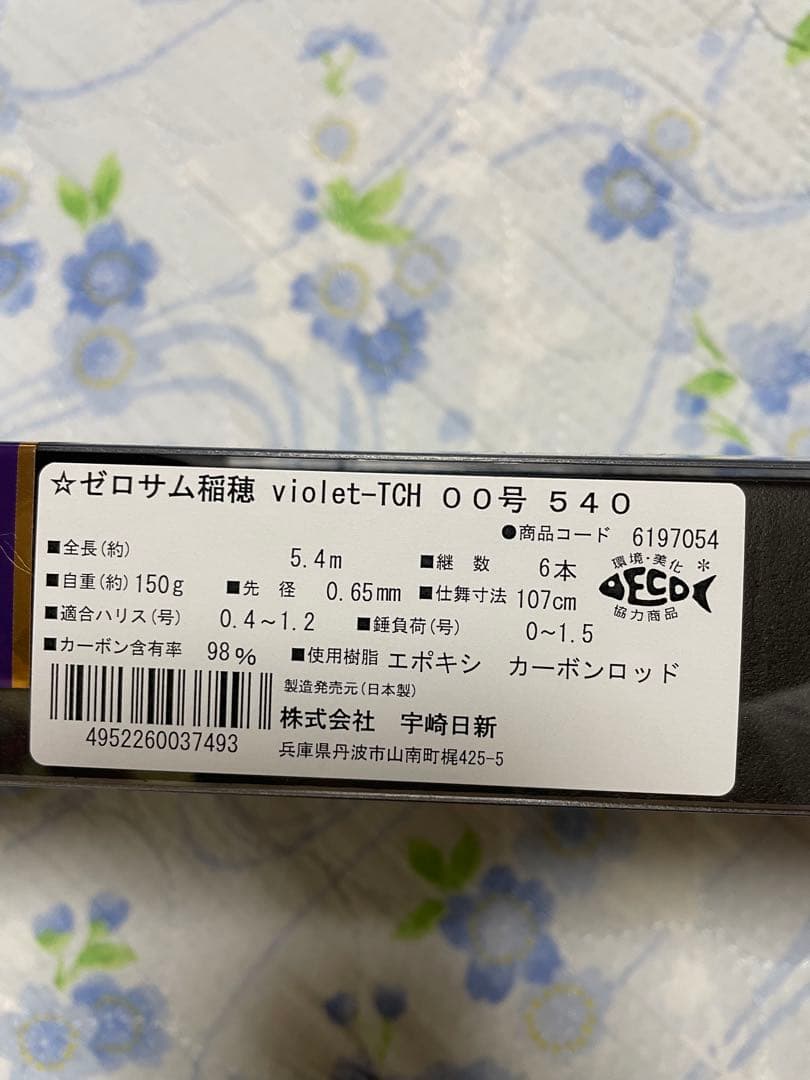 ☆ゼロサム稲穂 violet-TCH 00号 540
●商品コード 6197054
■全長(約) 5.4m ■継 数 6本
■自重(約) 150g ■先 径 0.65mm ■仕舞寸法 107cm
環境・美化 *
DECO
協力商品
■適合ハリス(号) 0.4～1.2 ■錘負荷(号) 0～1.5
■カーボン含有率 98% ■使用樹脂 エポキシ カーボンロッド
製造発売元(日本製)
株式会社 宇崎日新
4952260037493
兵庫県丹波市山南町梶425-5